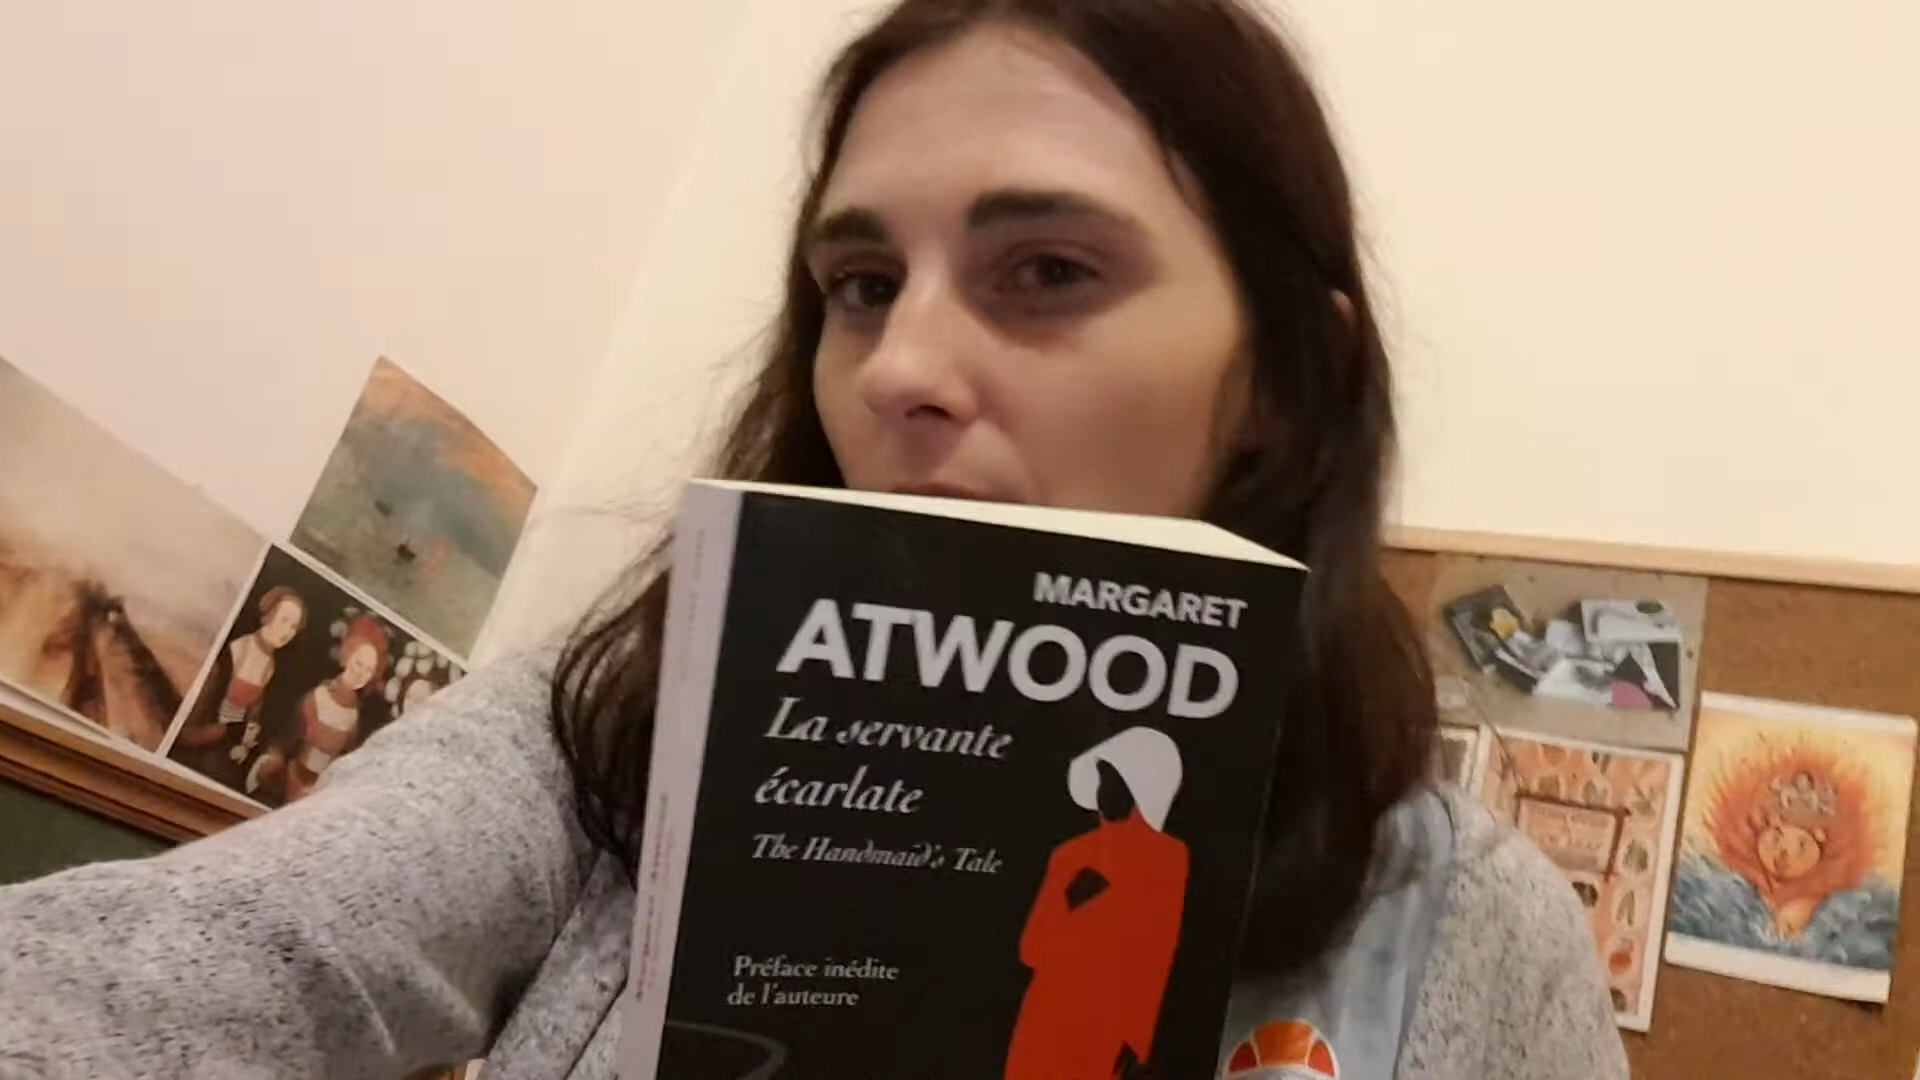 MARGARET
ATWOOD
La servante
écarlate
The Handmaid's Tale
Préface inédite
de l'auteure